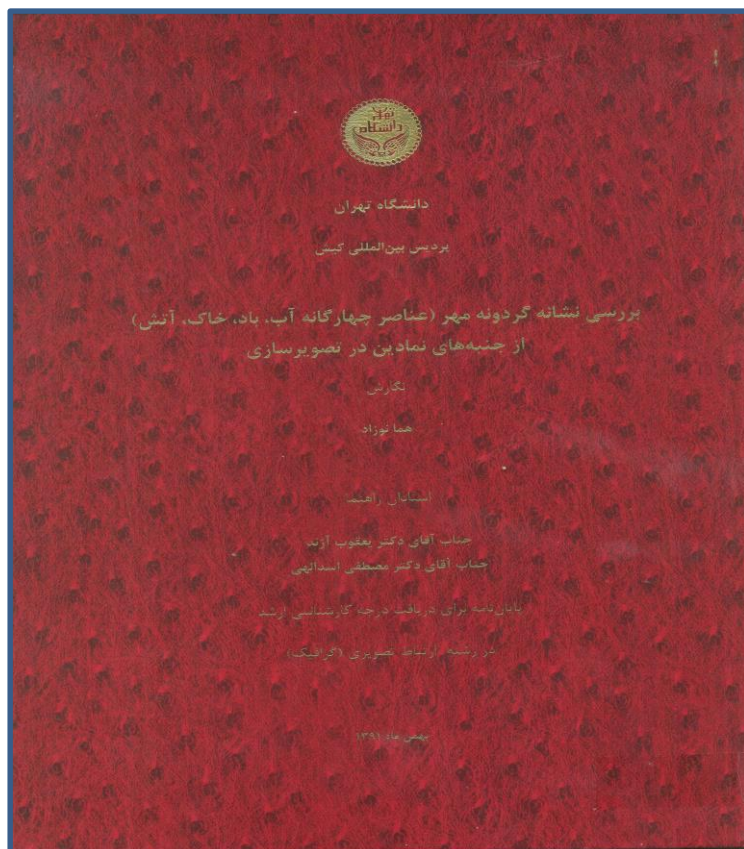 دانشگاه
دانشگاه تهران
پردیس بین‌المللی کیش
بررسی نشانه گردونه مهر (عناصر چهارگانه آب، باد، خاک، آتش)
از جنبه‌های نمادین در تصویرسازی
نگارش
هما نوزاد
استادان راهنما
جناب آقای دکتر یعقوب آژند
جناب آقای دکتر مصطفی اسدالهی
پایان‌نامه برای دریافت درجه کارشناسی ارشد
در رشته ارتباط تصویری (گرافیک)
بهمن ماه ۱۳۹۱